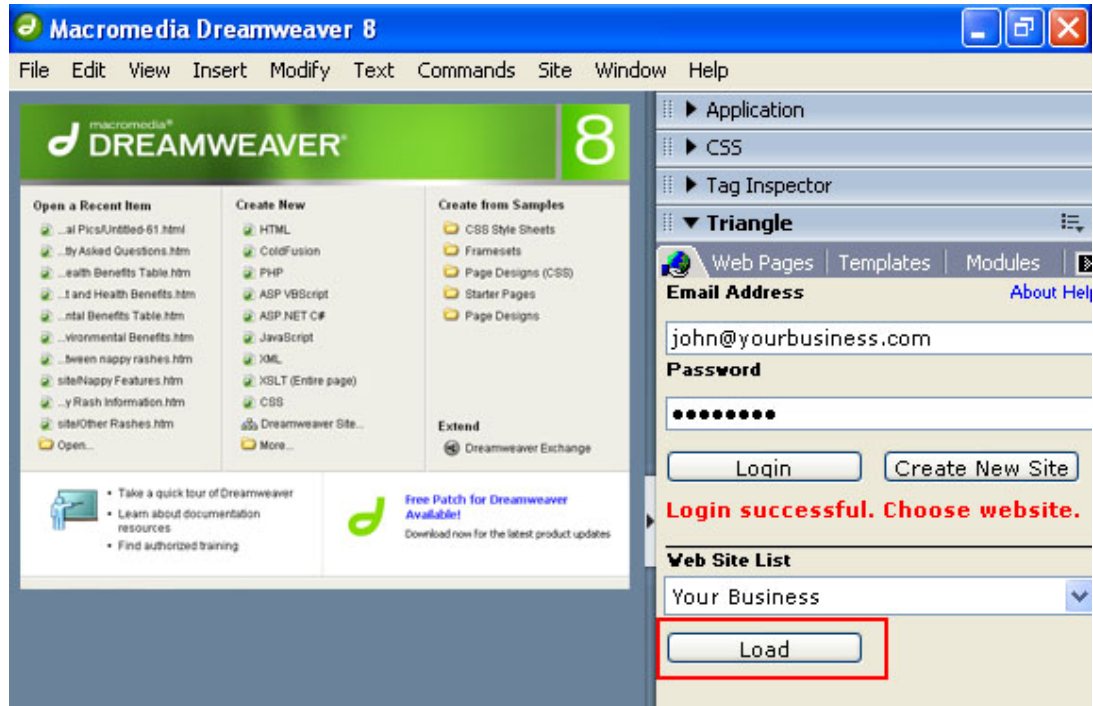 Macromedia Dreamweaver 8
File Edit View Insert Modify Text Commands Site Window Help
macromedia®
DREAMWEAVER® 8
Open a Recent Item
...al Pics/Untitled-61.html
...tly Asked Questions.htm
...ealth Benefits Table.htm
...t and Health Benefits.htm
...ntal Benefits Table.htm
...vironmental Benefits.htm
...tween nappy rashes.htm
site/Nappy Features.htm
...y Rash Information.htm
site/Other Rashes.htm
Open...
Create New
HTML
ColdFusion
PHP
ASP VBScript
ASP.NET C#
JavaScript
XML
XSLT (Entire page)
CSS
Dreamweaver Site...
More...
Create from Samples
CSS Style Sheets
Framesets
Page Designs (CSS)
Starter Pages
Page Designs
Extend
Dreamweaver Exchange
Take a quick tour of Dreamweaver
Learn about documentation
resources
Find authorized training
Free Patch for Dreamweaver
Available!
Download now for the latest product updates
Application
CSS
Tag Inspector
Triangle
Web Pages Templates Modules
Email Address About Help
john@yourbusiness.com
Password
••••••••
Login Create New Site
Login successful. Choose website.
Web Site List
Your Business
Load